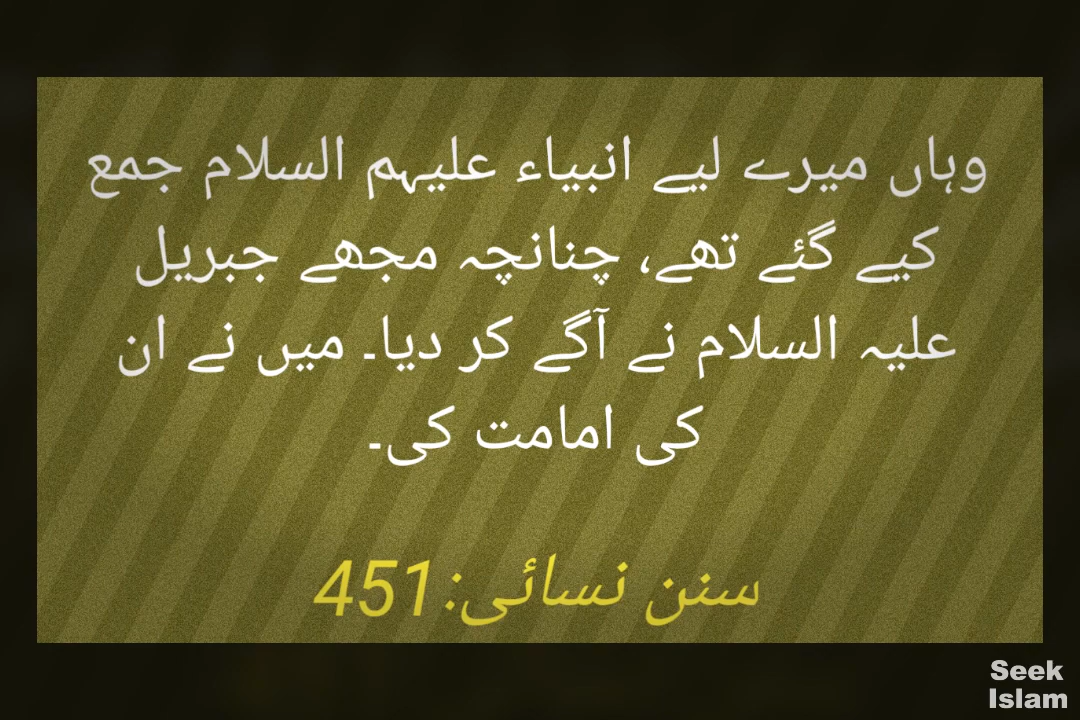 وہاں میرے لیے انبیاء علیہم السلام جمع
کیے گئے تھے، چنانچہ مجھے جبریل
علیہ السلام نے آگے کر دیا۔ میں نے ان
کی امامت کی۔
سنن نسائی:451
Seek
Islam